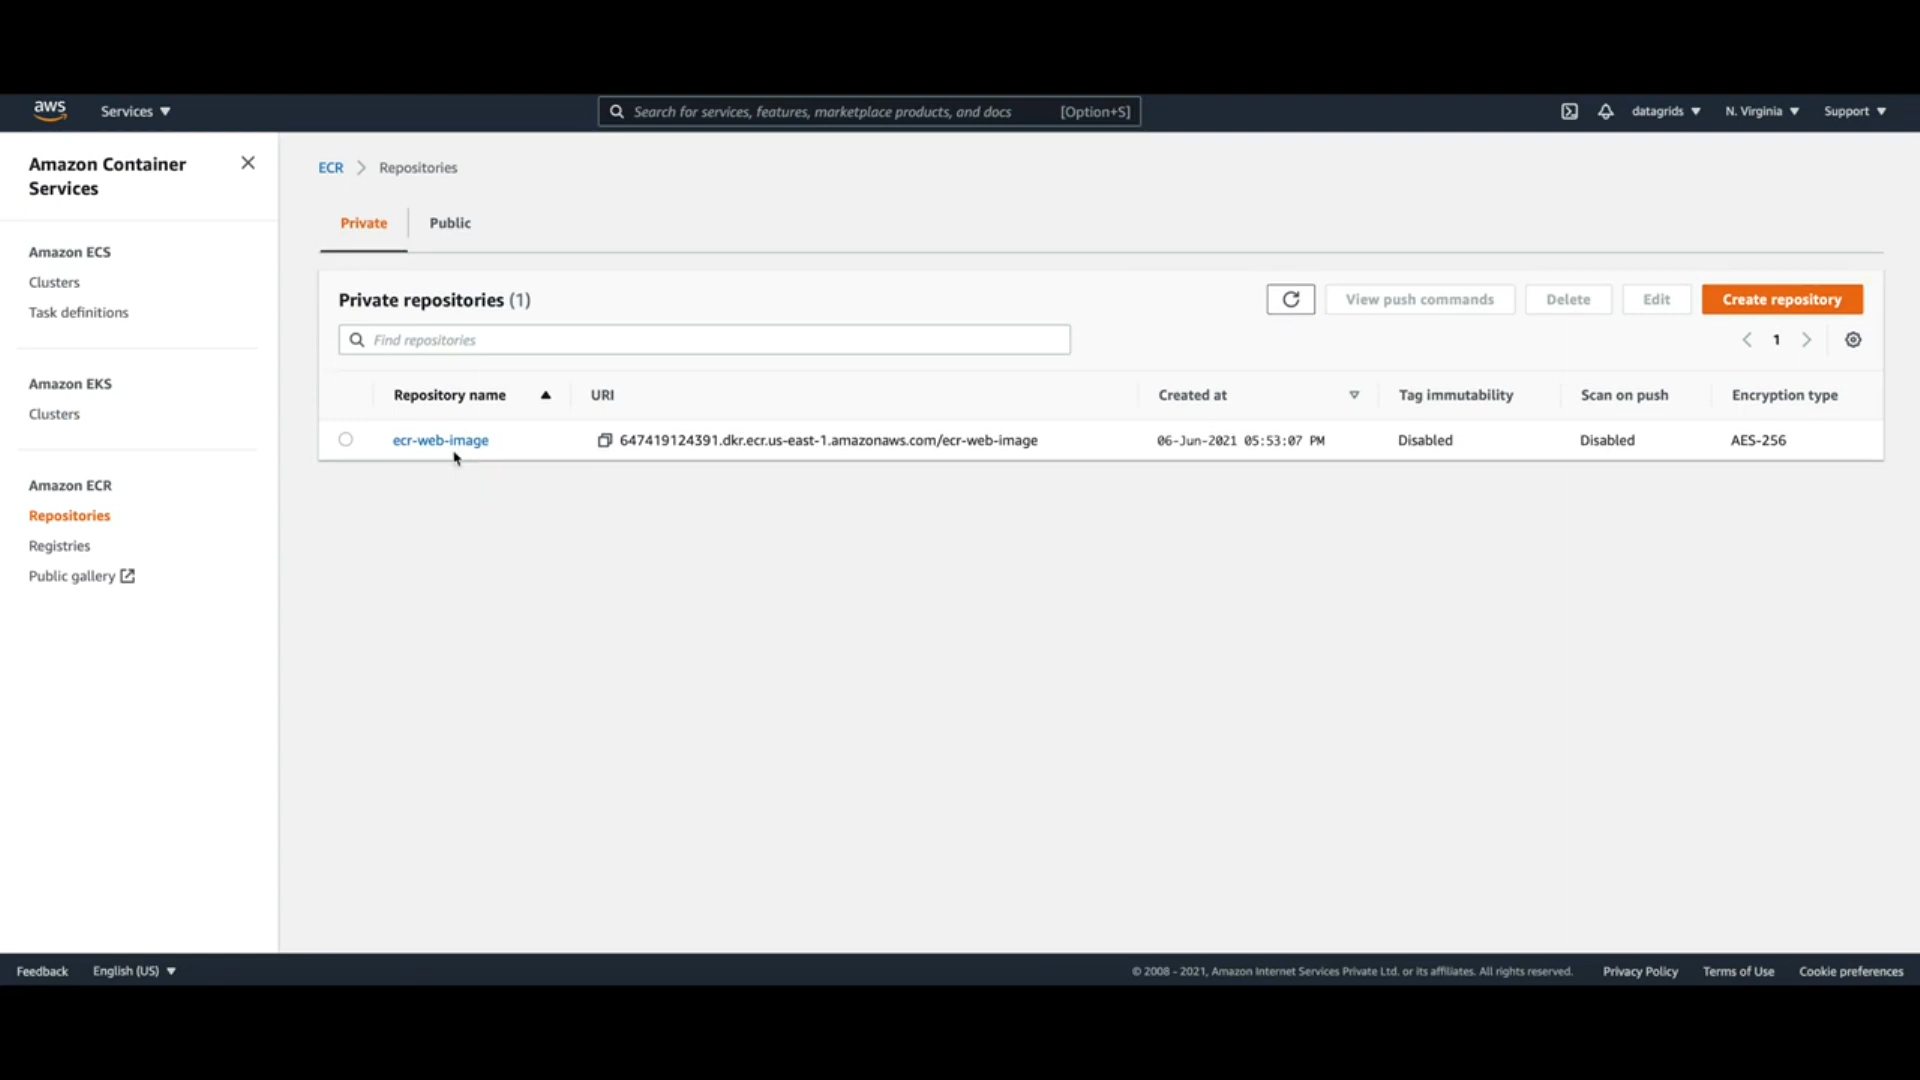 aws Services Search for services, features, marketplace products, and docs [Option+S] datagrids N. Virginia Support
Amazon Container
Services
Amazon ECS
Clusters
Task definitions
Amazon EKS
Clusters
Amazon ECR
Repositories
Registries
Public gallery
ECR Repositories
Private Public
Private repositories (1) View push commands Delete Edit Create repository
Find repositories 1
Repository name URI Created at Tag immutability Scan on push Encryption type
ecr-web-image 647419124391.dkr.ecr.us-east-1.amazonaws.com/ecr-web-image 06-Jun-2021 05:53:07 PM Disabled Disabled AES-256
Feedback English (US) © 2008 - 2021, Amazon Internet Services Private Ltd. or its affiliates. All rights reserved. Privacy Policy Terms of Use Cookie preferences